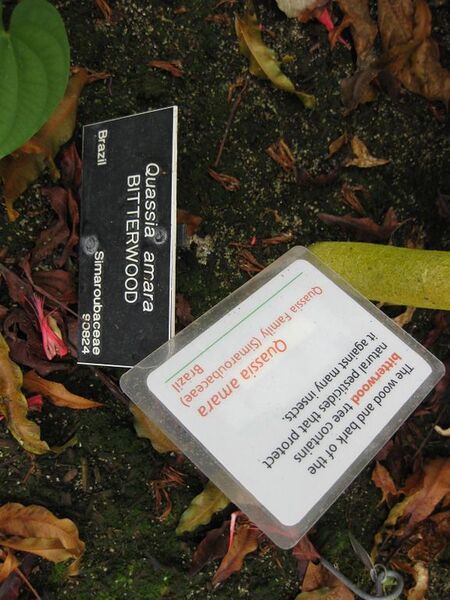 Quassia amara
BITTERWOOD
Brazil
Simaroubaceae
90824
The wood and bark of the
bitterwood tree contains
natural pesticides that protect
it against many insects.
Quassia amara
Quassia Family (Simaroubaceae)
Brazil